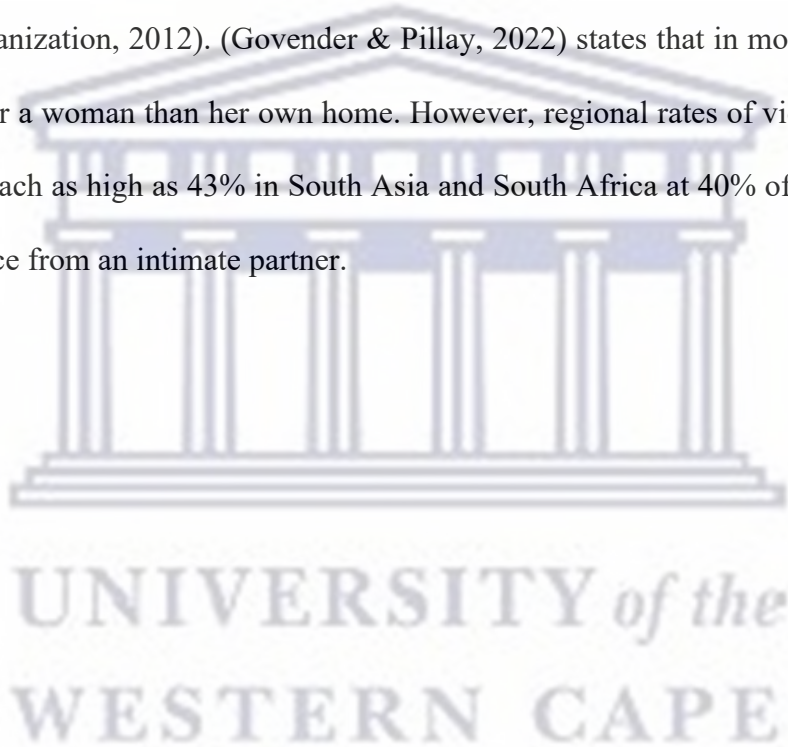 anization, 2012). (Govender & Pillay, 2022) states that in mo
r a woman than her own home. However, regional rates of vi
each as high as 43% in South Asia and South Africa at 40% of
ce from an intimate partner.
UNIVERSITY of the
WESTERN CAPE